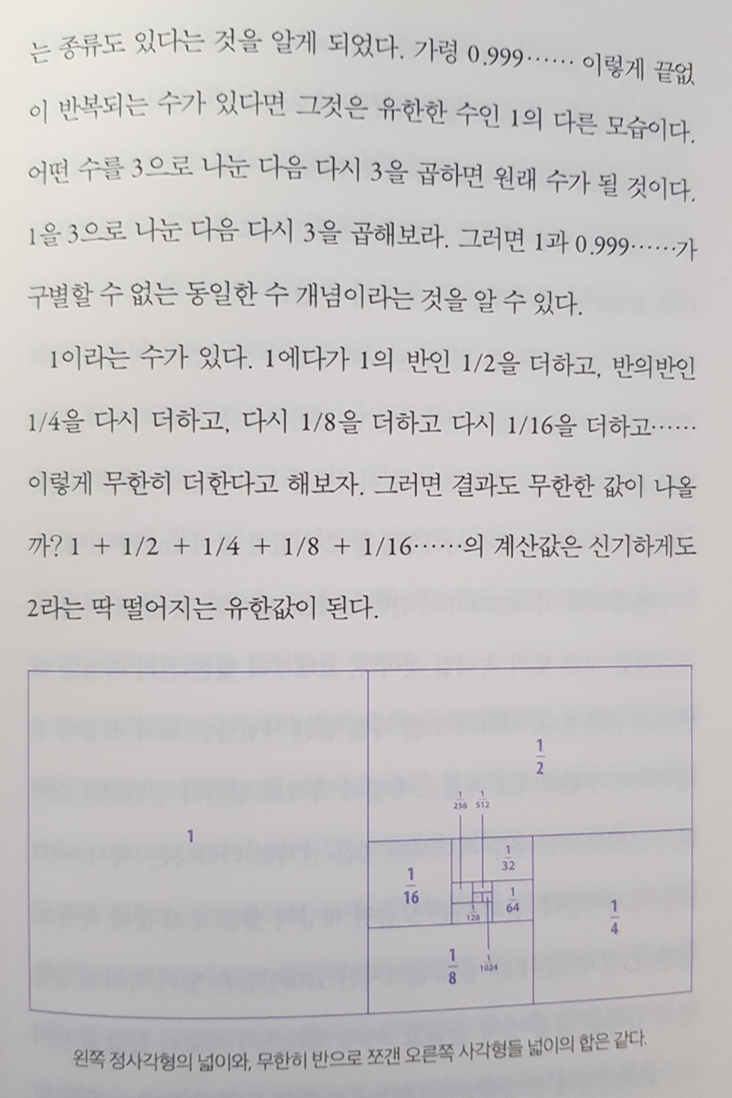 는 종류도 있다는 것을 알게 되었다. 가령 0.999…… 이렇게 끝없
이 반복되는 수가 있다면 그것은 유한한 수인 1의 다른 모습이다.
어떤 수를 3으로 나눈 다음 다시 3을 곱하면 원래 수가 될 것이다.
1을 3으로 나눈 다음 다시 3을 곱해보라. 그러면 1과 0.999……가
구별할 수 없는 동일한 수 개념이라는 것을 알 수 있다.
1이라는 수가 있다. 1에다가 1의 반인 1/2을 더하고, 반의반인
1/4을 다시 더하고, 다시 1/8을 더하고 다시 1/16을 더하고……
이렇게 무한히 더한다고 해보자. 그러면 결과도 무한한 값이 나올
까? 1 + 1/2 + 1/4 + 1/8 + 1/16……의 계산값은 신기하게도
2라는 딱 떨어지는 유한값이 된다.
1
1/2
1/256
1/512
1/32
1/16
1/64
1/128
1/4
1/8
1/1024
왼쪽 정사각형의 넓이와, 무한히 반으로 쪼갠 오른쪽 사각형들 넓이의 합은 같다.